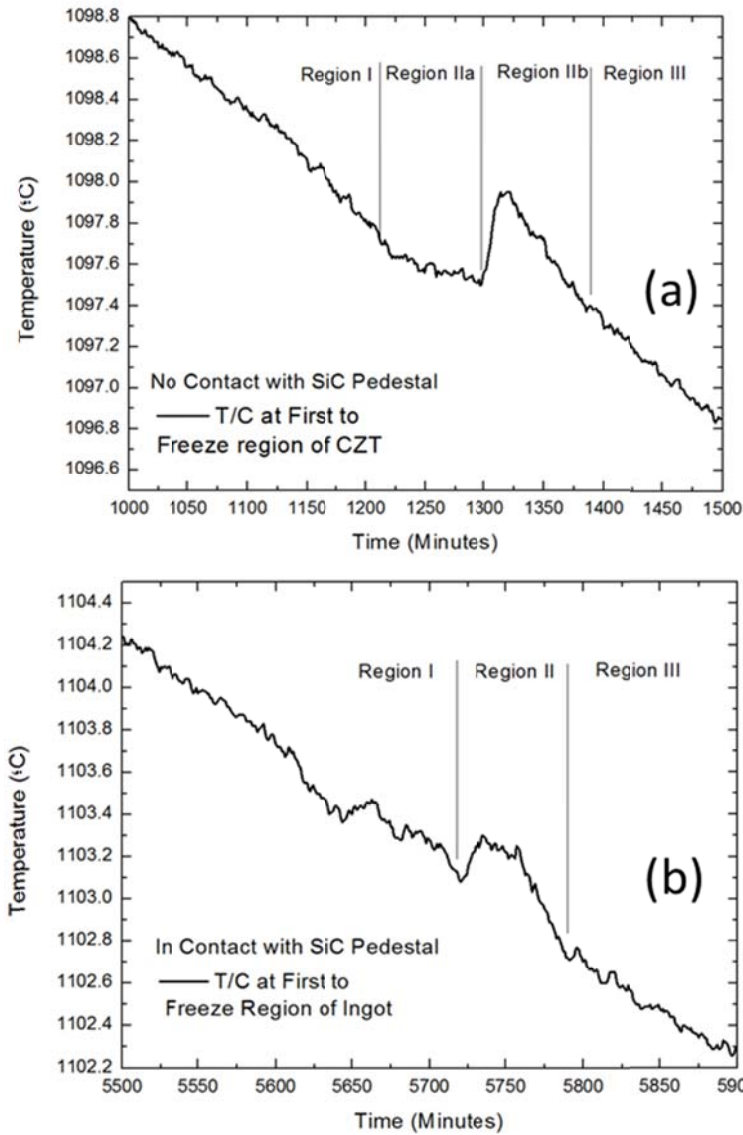 1098.8
1098.6
1098.4
1098.2
1098.0
1097.8
1097.6
1097.4
1097.2
1097.0
1096.8
1096.6
Temperature (°C)
Region I
Region IIa
Region IIb
Region III
(a)
No Contact with SiC Pedestal
T/C at First to
Freeze region of CZT
1000 1050 1100 1150 1200 1250 1300 1350 1400 1450 1500
Time (Minutes)
1104.4
1104.2
1104.0
1103.8
1103.6
1103.4
1103.2
1103.0
1102.8
1102.6
1102.4
1102.2
Temperature (°C)
Region I
Region II
Region III
(b)
In Contact with SiC Pedestal
T/C at First to
Freeze Region of Ingot
5500 5550 5600 5650 5700 5750 5800 5850 590
Time (Minutes)